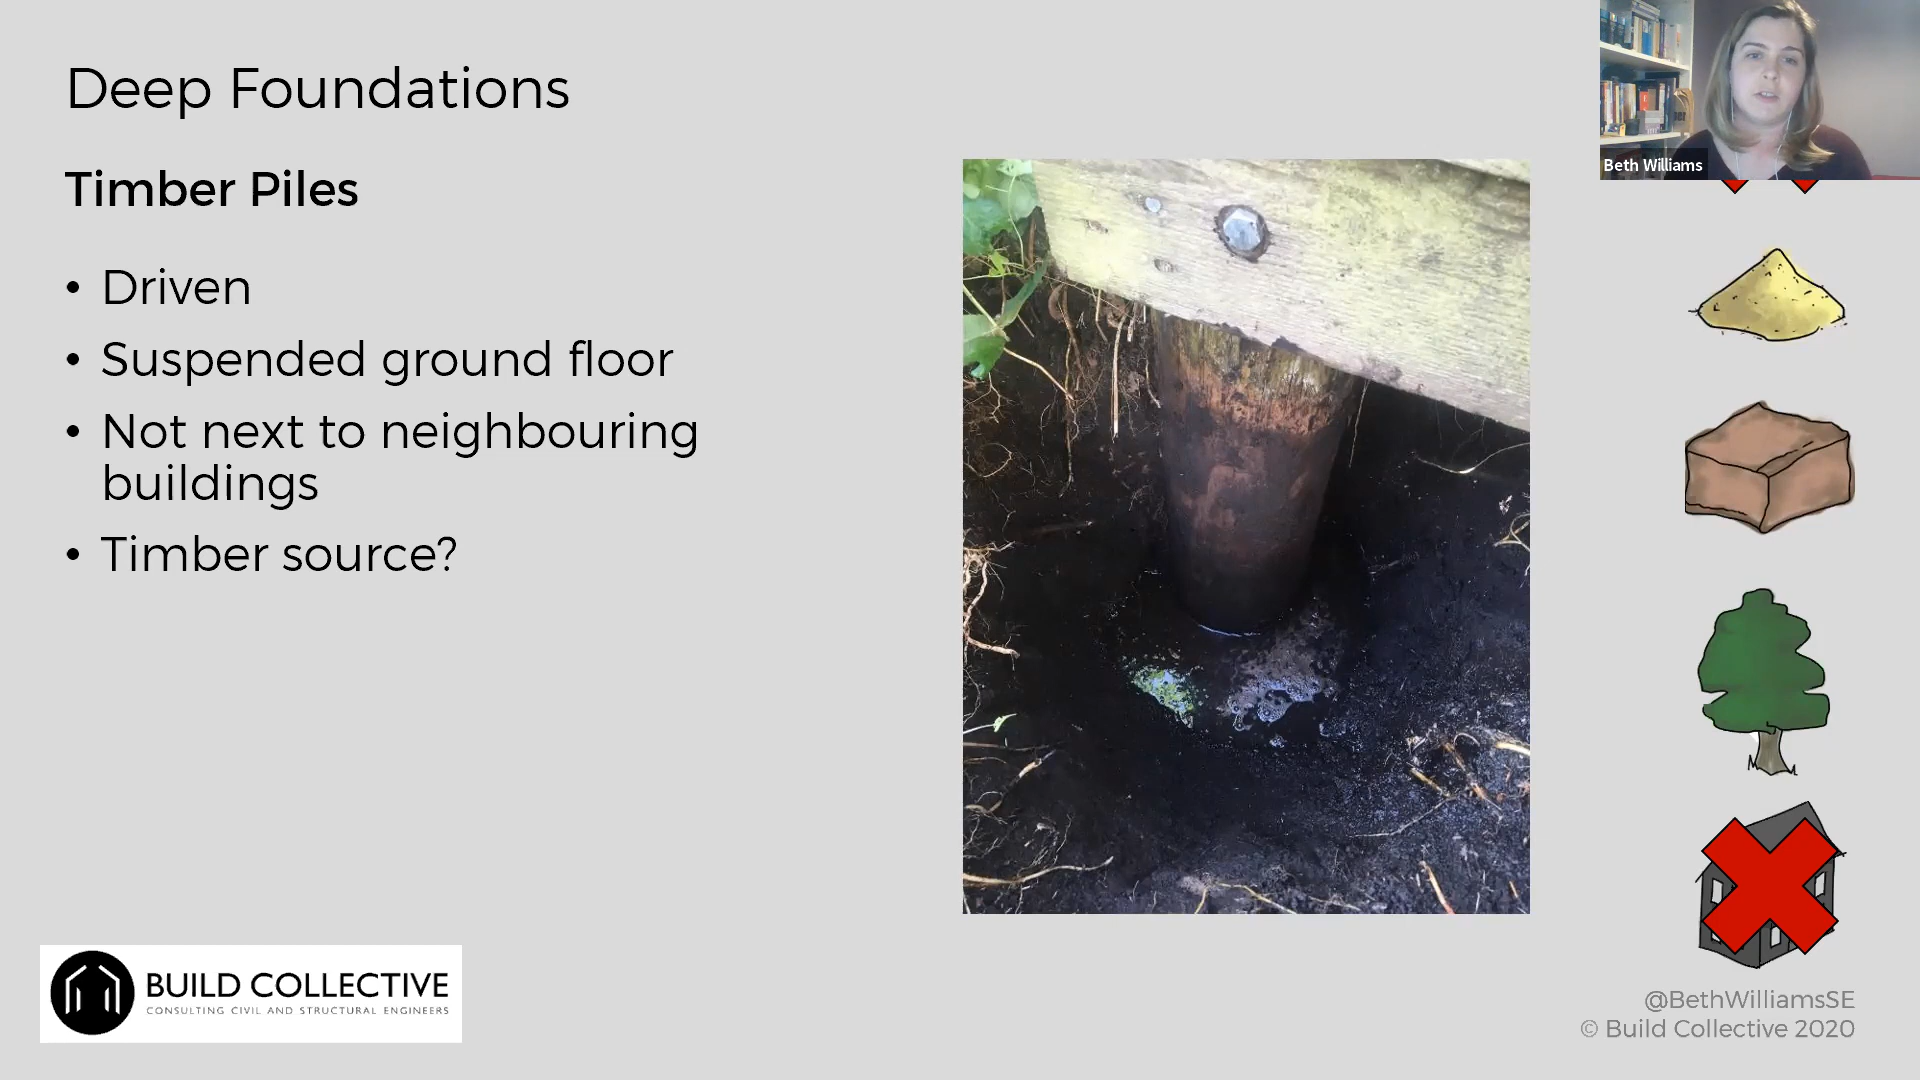 Deep Foundations
Timber Piles
• Driven
• Suspended ground floor
• Not next to neighbouring
buildings
• Timber source?
Beth Williams
BUILD COLLECTIVE
CONSULTING CIVIL AND STRUCTURAL ENGINEERS
@BethWilliamsSE
© Build Collective 2020